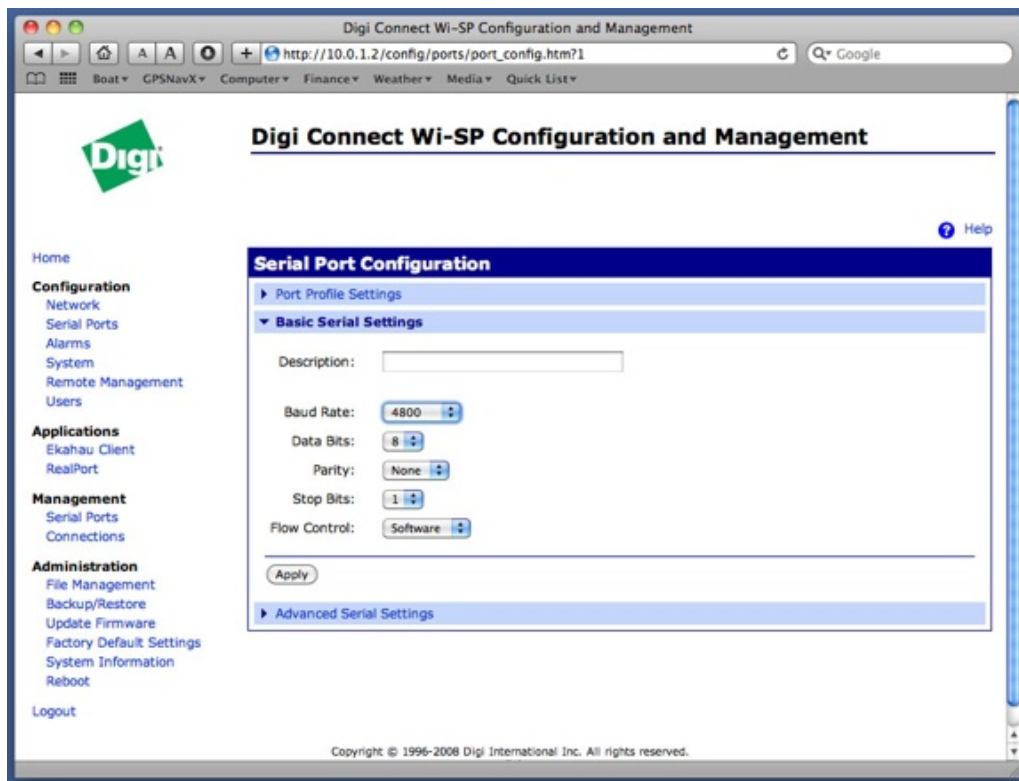 Digi Connect Wi-SP Configuration and Management
A A + http://10.0.1.2/config/ports/port_config.htm?1 Google
Boat GPSNavX Computer Finance Weather Media Quick List
Digi
Digi Connect Wi-SP Configuration and Management
Help
Home
Configuration
Network
Serial Ports
Alarms
System
Remote Management
Users
Applications
Ekahau Client
RealPort
Management
Serial Ports
Connections
Administration
File Management
Backup/Restore
Update Firmware
Factory Default Settings
System Information
Reboot
Logout
Serial Port Configuration
Port Profile Settings
Basic Serial Settings
Description:
Baud Rate: 4800
Data Bits: 8
Parity: None
Stop Bits: 1
Flow Control: Software
Apply
Advanced Serial Settings
Copyright © 1996-2008 Digi International Inc. All rights reserved.